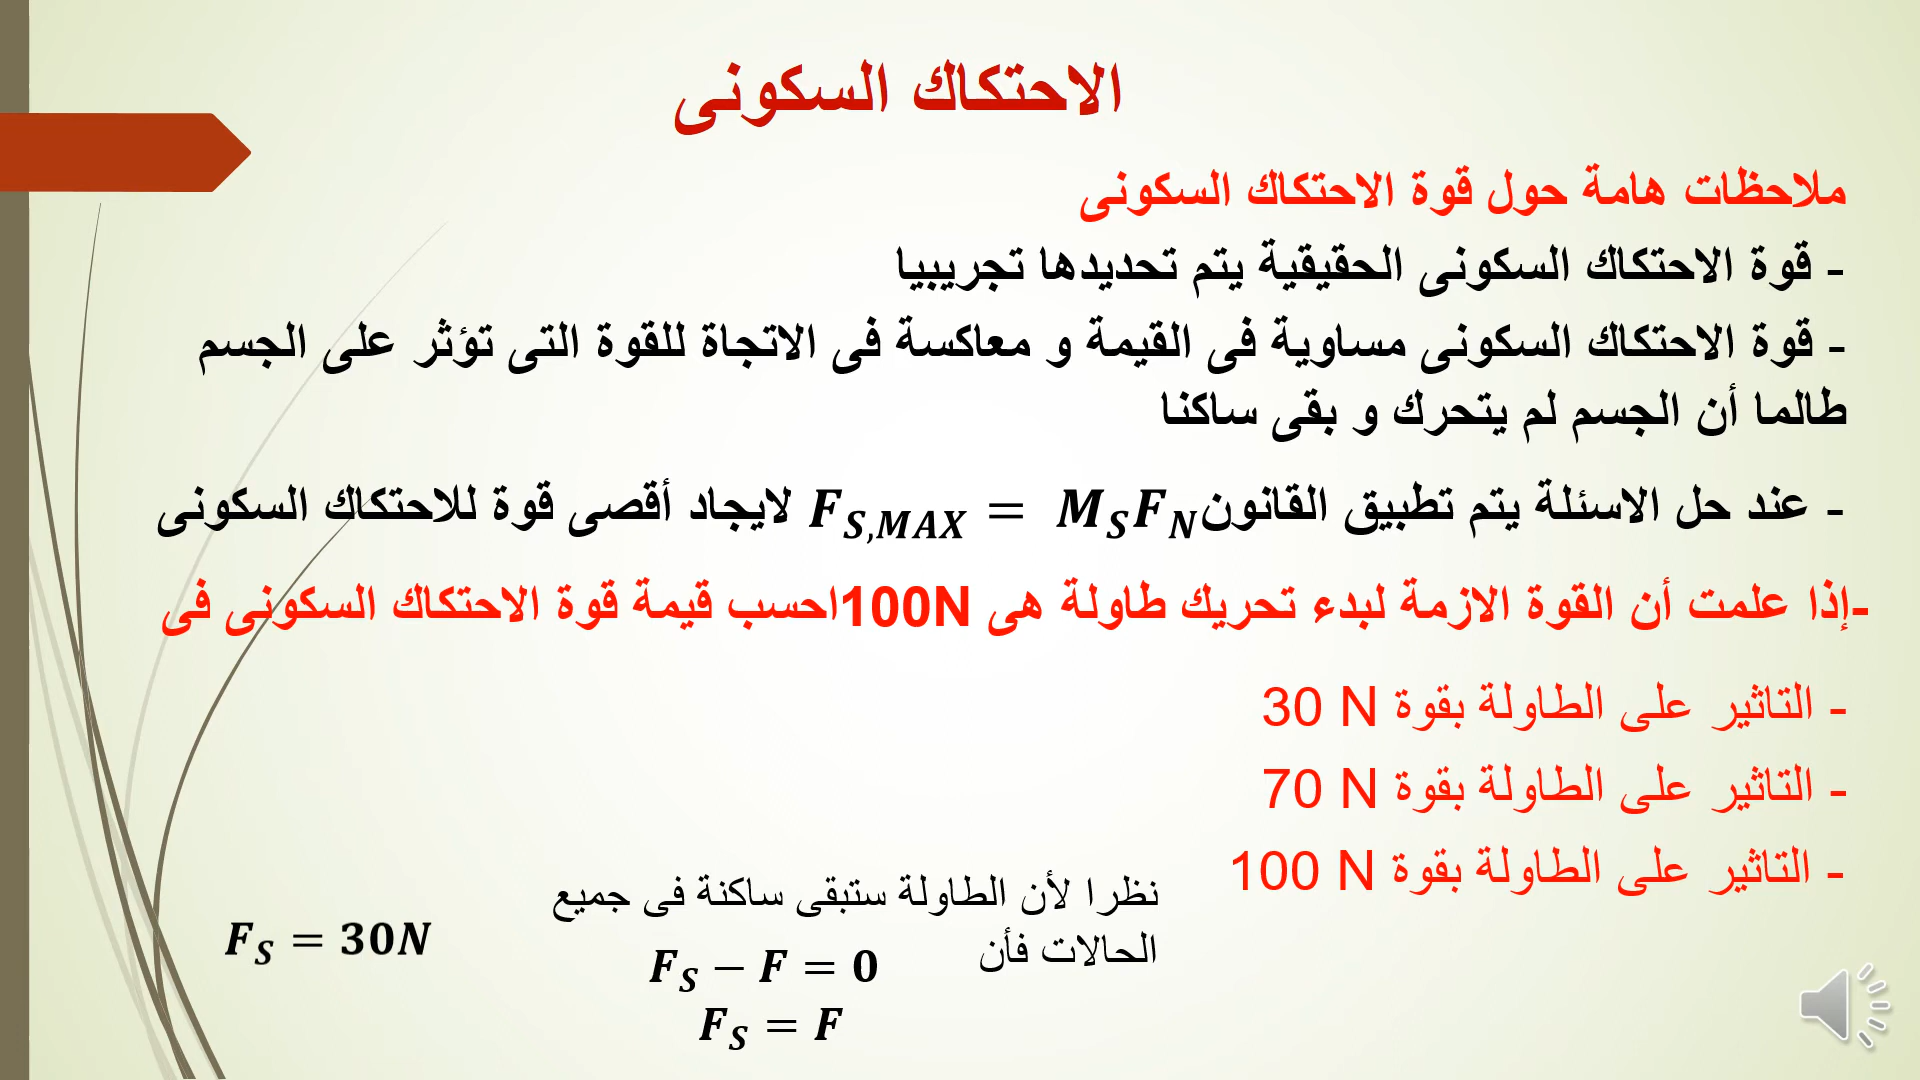 الاحتكاك السكونى
ملاحظات هامة حول قوة الاحتكاك السكونى
- قوة الاحتكاك السكونى الحقيقية يتم تحديدها تجريبيا
- قوة الاحتكاك السكونى مساوية فى القيمة و معاكسة فى الاتجاة للقوة التى تؤثر على الجسم
طالما أن الجسم لم يتحرك و بقى ساكنا
- عند حل الاسئلة يتم تطبيق القانون F_{S,MAX} = M_S F_N لايجاد أقصى قوة للاحتكاك السكونى
-إذا علمت أن القوة الازمة لبدء تحريك طاولة هى 100N احسب قيمة قوة الاحتكاك السكونى فى
- التاثير على الطاولة بقوة 30 N
- التاثير على الطاولة بقوة 70 N
- التاثير على الطاولة بقوة 100 N
نظرا لأن الطاولة ستبقى ساكنة فى جميع
الحالات فأن
F_S − F = 0
F_S = F
F_S = 30N